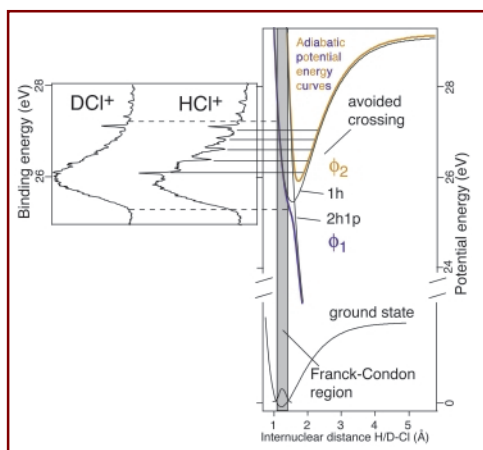 DCl+
HCl+
Binding energy (eV)
28
26
Adiabatic
potential
energy
curves
avoided
crossing
ϕ2
1h
2h1p
ϕ1
ground state
Franck-Condon
region
28
26
24
0
Potential energy (eV)
1 2 3 4 5
Internuclear distance H/D-Cl (Å)